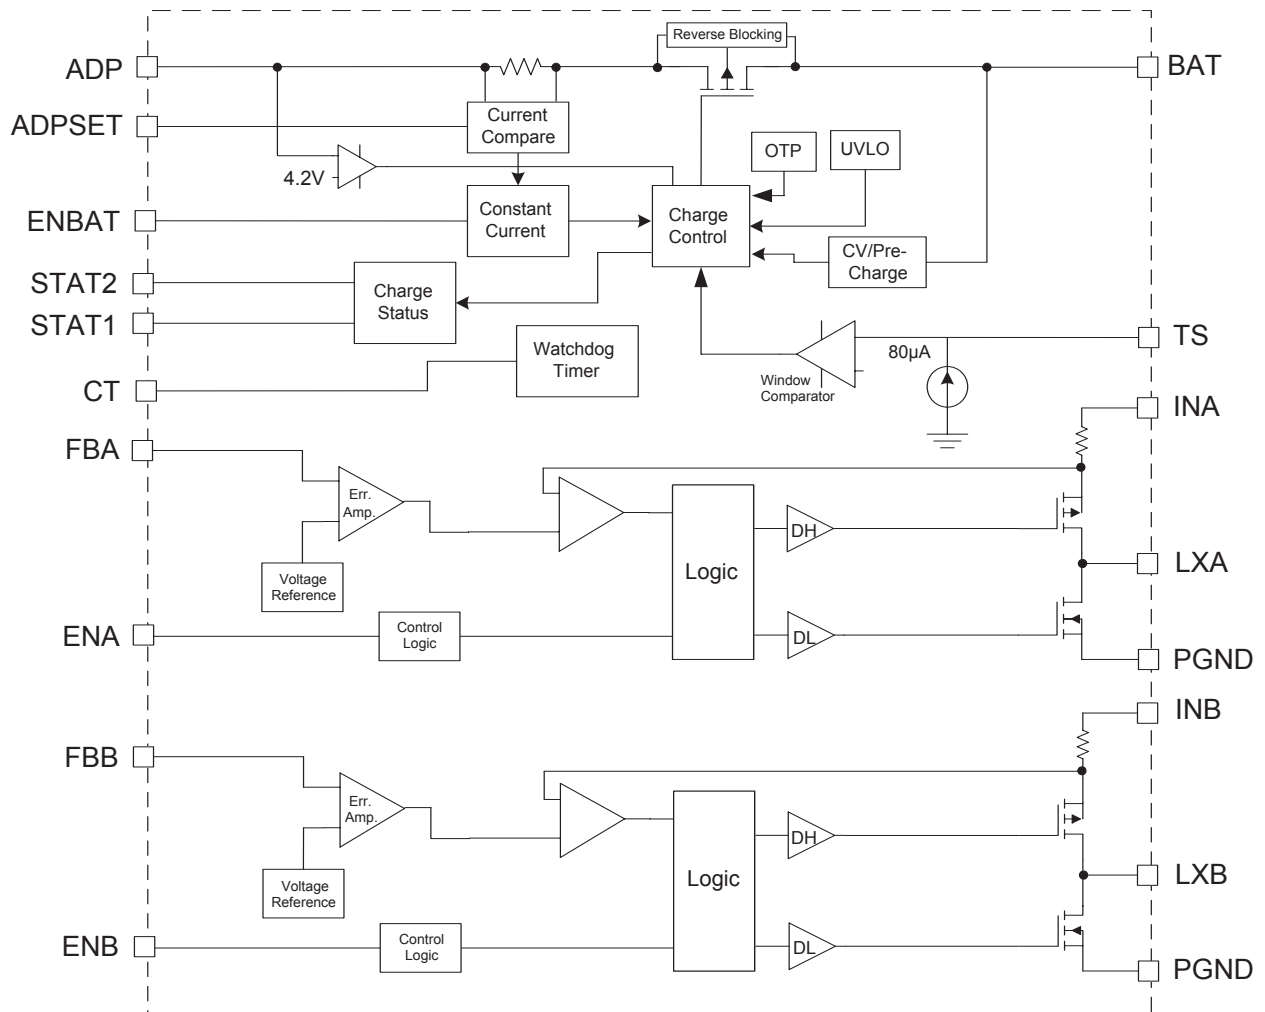 Reverse Blocking
ADP
BAT
ADPSET
Current
Compare
OTP
UVLO
4.2V
ENBAT
Constant
Current
Charge
Control
CV/Pre-
Charge
STAT2
STAT1
Charge
Status
Watchdog
Timer
80µA
TS
Window
Comparator
CT
INA
FBA
Err.
Amp.
DH
Logic
LXA
Voltage
Reference
ENA
Control
Logic
DL
PGND
INB
FBB
Err.
Amp.
DH
Logic
LXB
Voltage
Reference
ENB
Control
Logic
DL
PGND